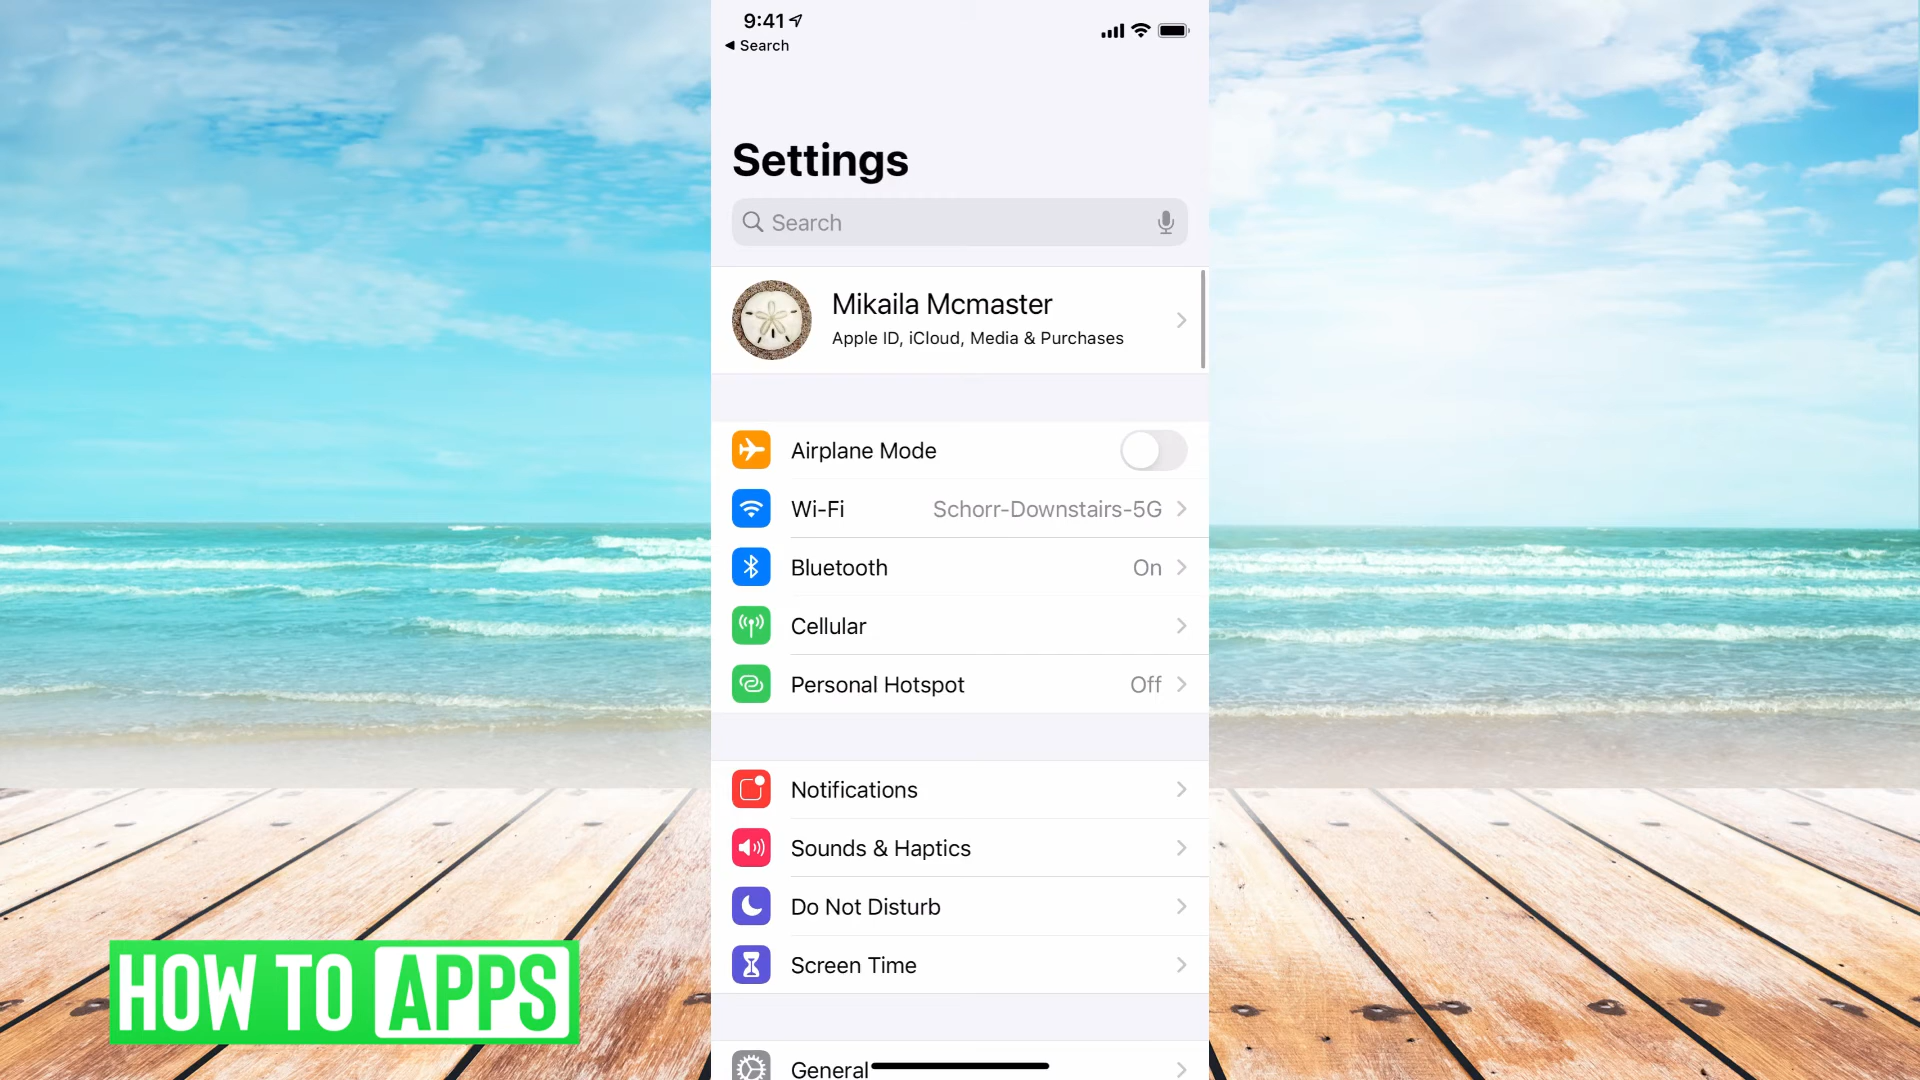 9:41
Search
Settings
Search
Mikaila Mcmaster
Apple ID, iCloud, Media & Purchases
Airplane Mode
Wi-Fi Schorr-Downstairs-5G
Bluetooth On
Cellular
Personal Hotspot Off
Notifications
Sounds & Haptics
Do Not Disturb
Screen Time
General
HOW TO APPS